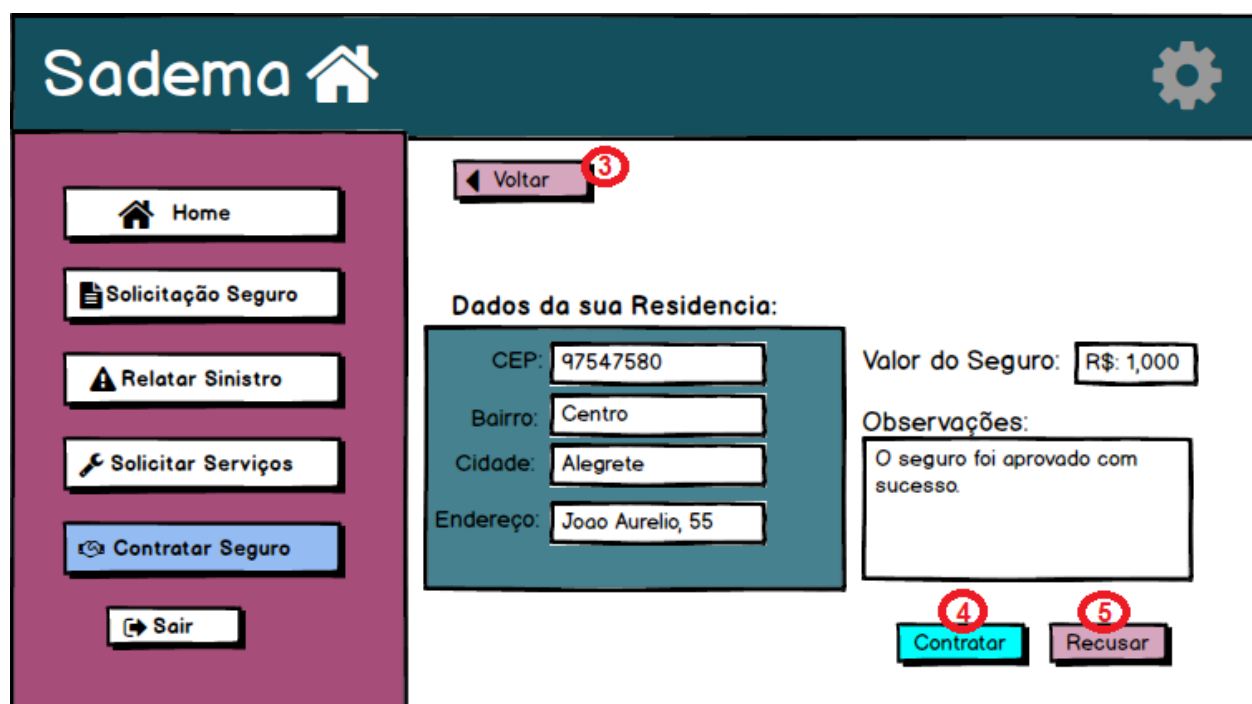 Sadema
Home
Solicitação Seguro
Relatar Sinistro
Solicitar Serviços
Contratar Seguro
Sair
Voltar
3
Dados da sua Residencia:
CEP: 97547580
Bairro: Centro
Cidade: Alegrete
Endereço: Joao Aurelio, 55
Valor do Seguro: R$: 1,000
Observações:
O seguro foi aprovado com
sucesso.
4
5
Contratar
Recusar